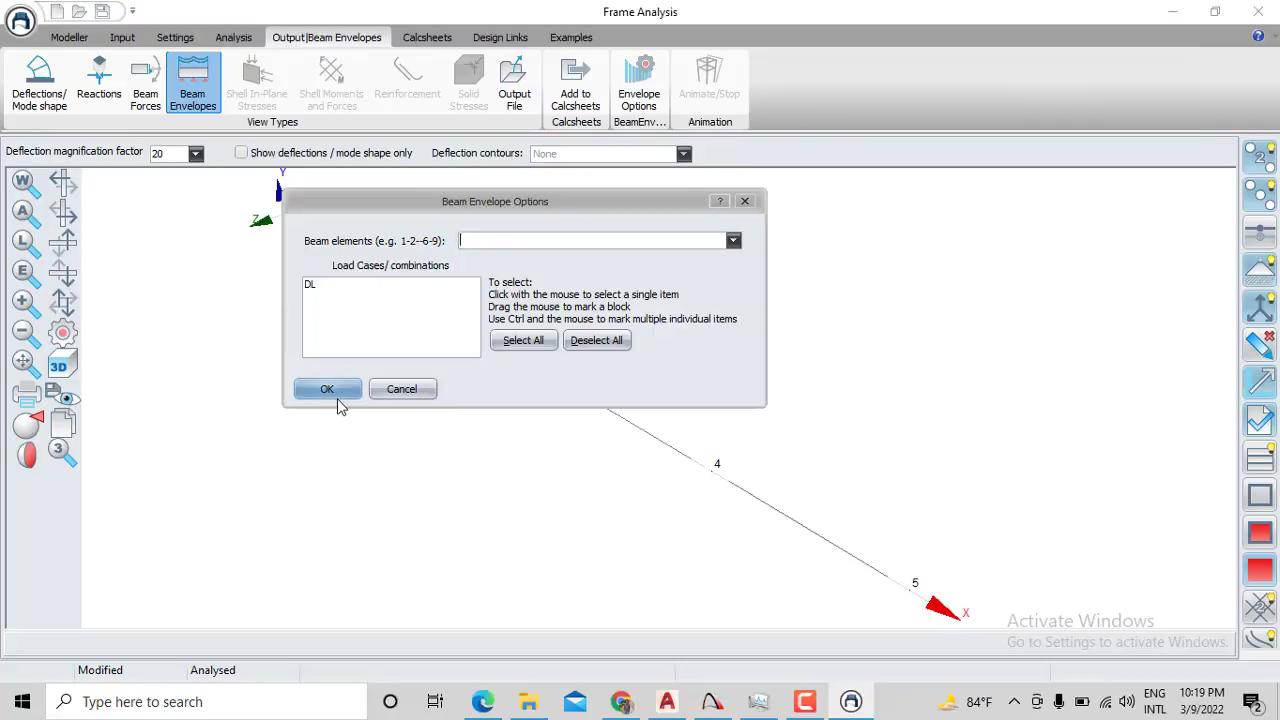 Frame Analysis
Modeller
Input
Settings
Analysis
Output|Beam Envelopes
Calcsheets
Design Links
Examples
Deflections/
Mode shape
Reactions
Beam
Forces
Beam
Envelopes
Shell In-Plane
Stresses
Shell Moments
and Forces
Reinforcement
Solid
Stresses
Output
File
Add to
Calcsheets
Envelope
Options
Animate/Stop
View Types
Calcsheets
BeamEnv...
Animation
Deflection magnification factor
20
Show deflections / mode shape only
Deflection contours:
None
Y
Z
Beam Envelope Options
?
Beam elements (e.g. 1-2--6-9):
Load Cases/ combinations
DL
To select:
Click with the mouse to select a single item
Drag the mouse to mark a block
Use Ctrl and the mouse to mark multiple individual items
Select All
Deselect All
OK
Cancel
W
A
L
E
3D
3
2
4
5
X
Activate Windows
Go to Settings to activate Windows.
Modified
Analysed
Type here to search
84°F
ENG
INTL
10:19 PM
3/9/2022
2